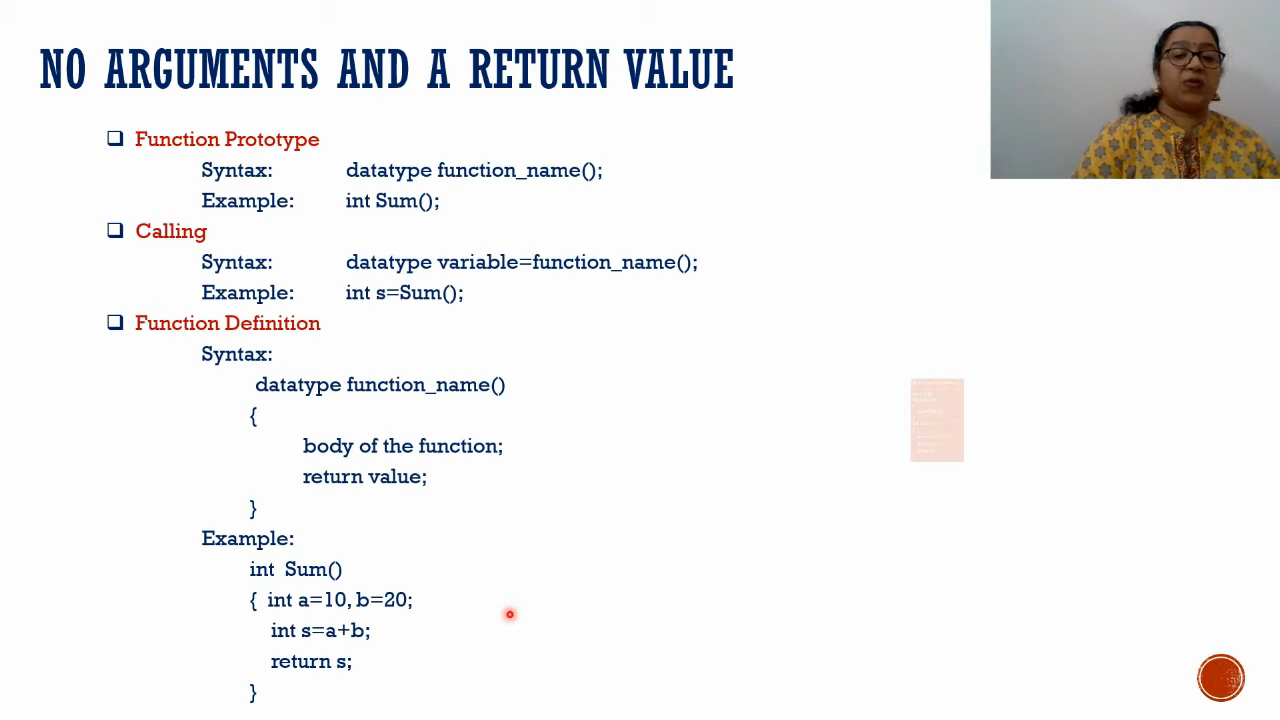 NO ARGUMENTS AND A RETURN VALUE
Function Prototype
Syntax: datatype function_name();
Example: int Sum();
Calling
Syntax: datatype variable=function_name();
Example: int s=Sum();
Function Definition
Syntax:
datatype function_name()
{
body of the function;
return value;
}
Example:
int Sum()
{ int a=10, b=20;
int s=a+b;
return s;
}